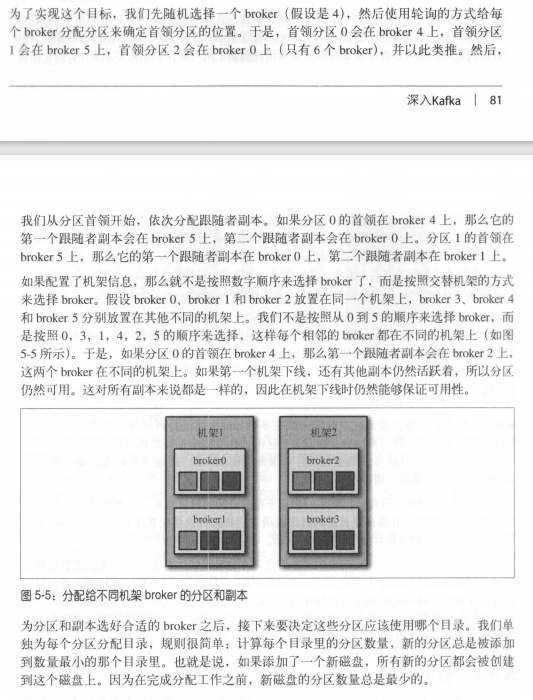 为了实现这个目标，我们先随机选择一个 broker（假设是 4），然后使用轮询的方式给每
个 broker 分配分区来确定首领分区的位置。于是，首领分区 0 会在 broker 4 上，首领分区
1 会在 broker 5 上，首领分区 2 会在 broker 0 上（只有 6 个 broker），并以此类推。然后，
深入Kafka | 81
我们从分区首领开始，依次分配跟随者副本。如果分区 0 的首领在 broker 4 上，那么它的
第一个跟随者副本会在 broker 5 上，第二个跟随者副本会在 broker 0 上。分区 1 的首领在
broker 5 上，那么它的第一个跟随者副本在 broker 0 上，第二个跟随者副本在 broker 1 上。
如果配置了机架信息，那么就不是按照数字顺序来选择 broker 了，而是按照交替机架的方式
来选择 broker。假设 broker 0、broker 1 和 broker 2 放置在同一个机架上，broker 3、broker 4
和 broker 5 分别放置在其他不同的机架上。我们不是按照从 0 到 5 的顺序来选择 broker，而
是按照 0，3，1，4，2，5 的顺序来选择，这样每个相邻的 broker 都在不同的机架上（如图
5-5 所示）。于是，如果分区 0 的首领在 broker 4 上，那么第一个跟随者副本会在 broker 2 上，
这两个 broker 在不同的机架上。如果第一个机架下线，还有其他副本仍然活跃着，所以分区
仍然可用。这对所有副本来说都是一样的，因此在机架下线时仍然能够保证可用性。
机架1 机架2
broker0 broker2
broker1 broker3
图 5-5：分配给不同机架 broker 的分区和副本
为分区和副本选好合适的 broker 之后，接下来要决定这些分区应该使用哪个目录。我们单
独为每个分区分配目录，规则很简单：计算每个目录里的分区数量，新的分区总是被添加
到数量最小的那个目录里。也就是说，如果添加了一个新磁盘，所有新的分区都会被创建
到这个磁盘上。因为在完成分配工作之前，新磁盘的分区数量总是最少的。